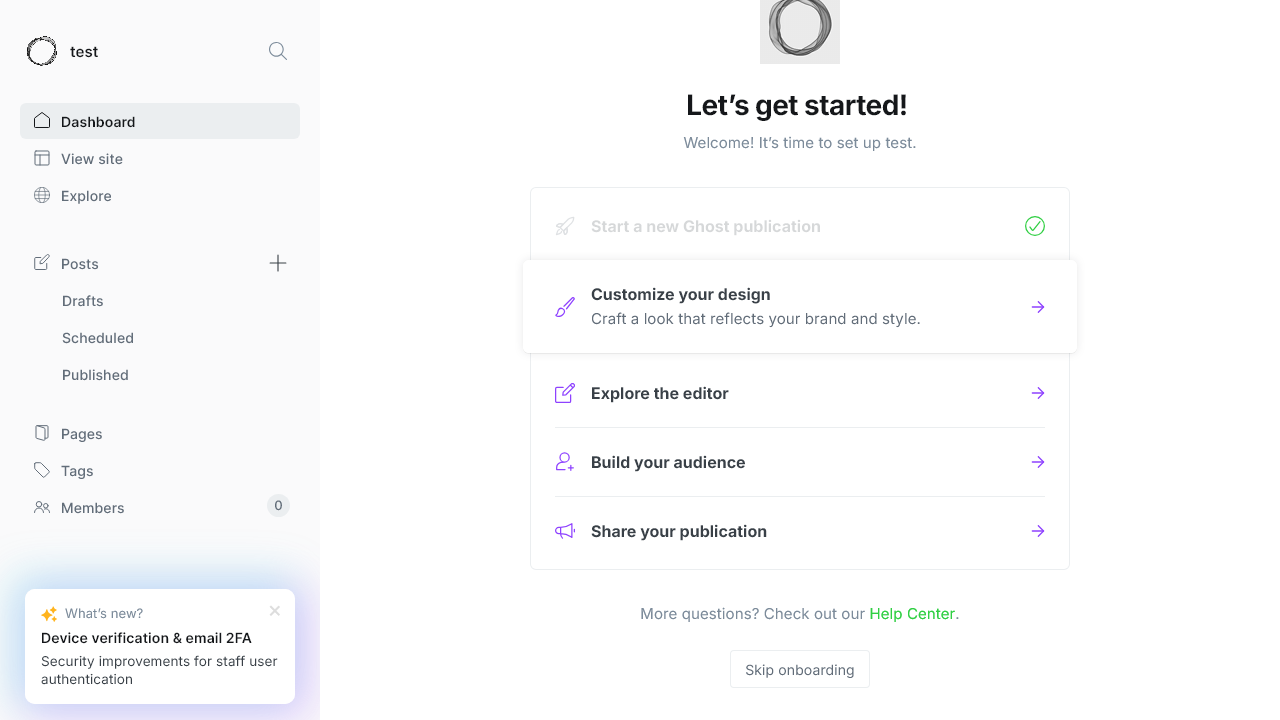 test
Dashboard
View site
Explore
Posts
Drafts
Scheduled
Published
Pages
Tags
Members
0
What's new?
Device verification & email 2FA
Security improvements for staff user
authentication
Let’s get started!
Welcome! It’s time to set up test.
Start a new Ghost publication
Customize your design
Craft a look that reflects your brand and style.
Explore the editor
Build your audience
Share your publication
More questions? Check out our Help Center.
Skip onboarding